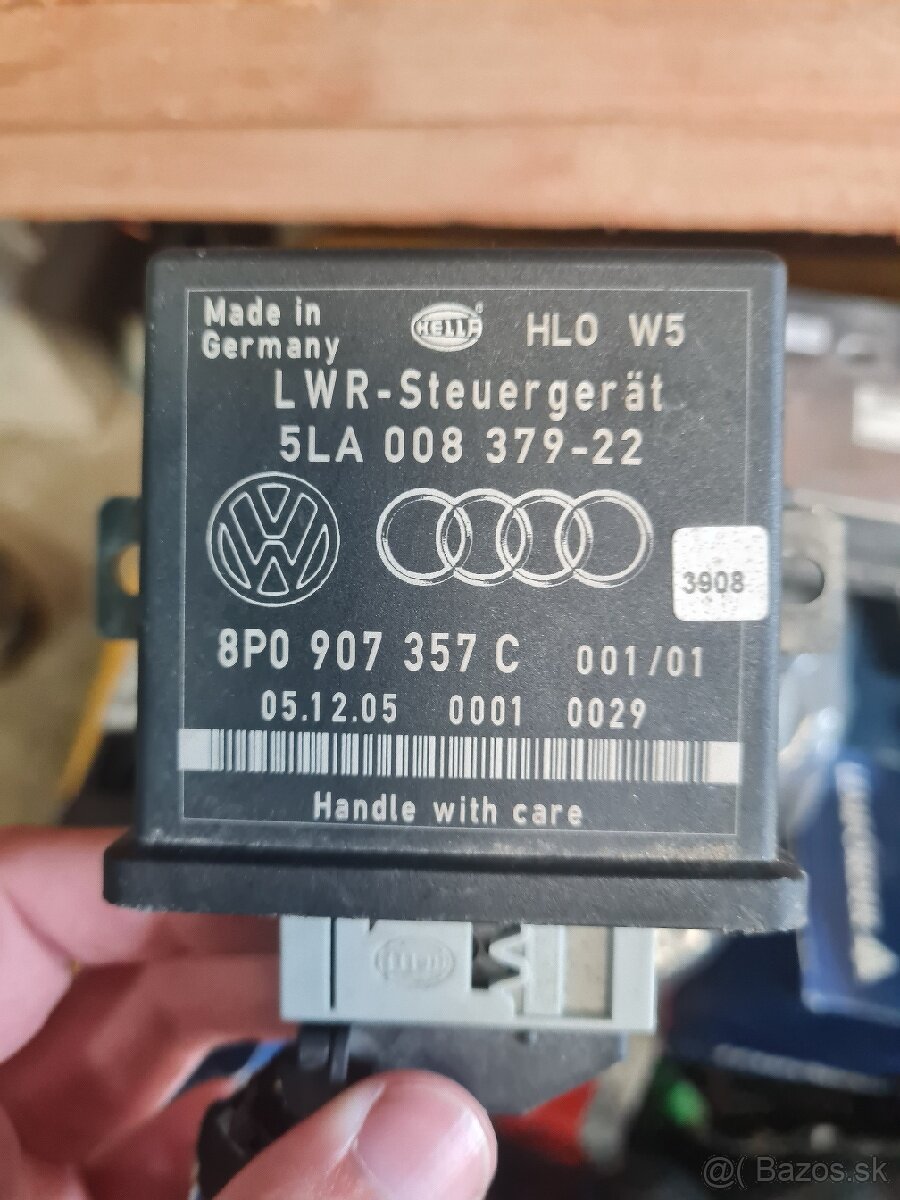 Made in
Germany
HELLA
HLO W5
LWR-Steuergerät
5LA 008 379-22
3908
8P0 907 357 C 001/01
05.12.05 0001 0029
Handle with care
@( Bazos.sk